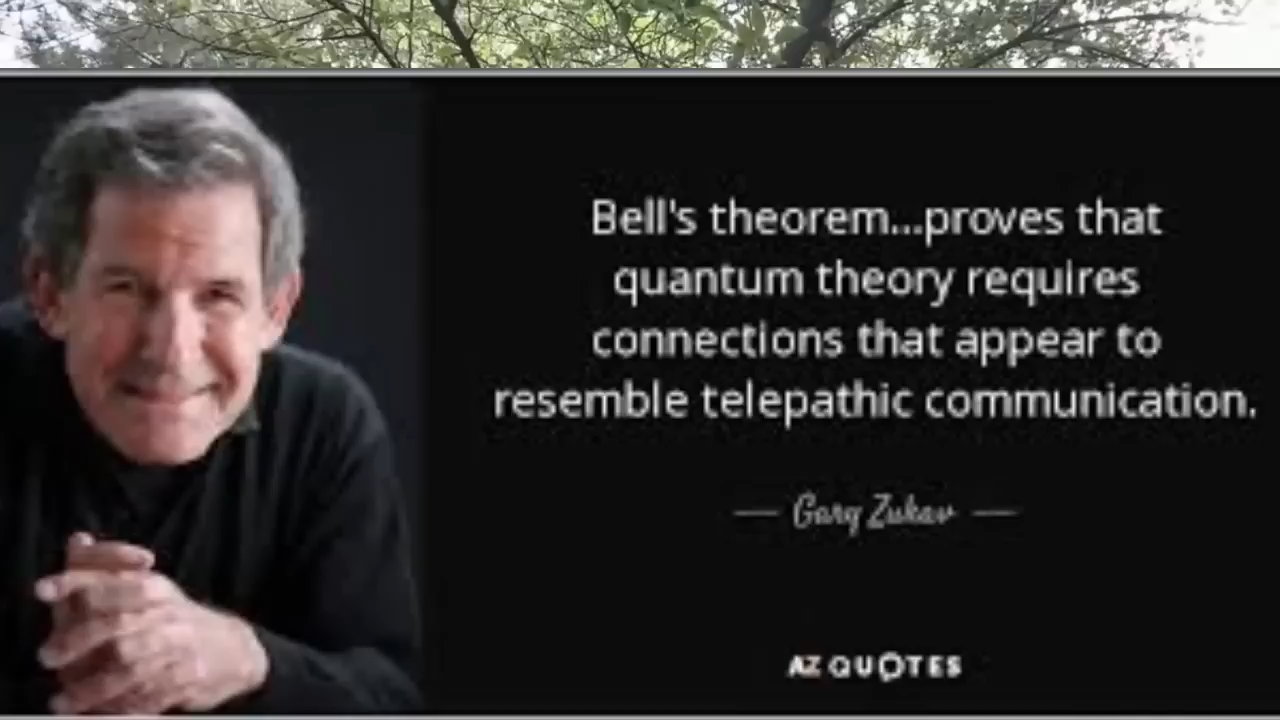 Bell's theorem...proves that
quantum theory requires
connections that appear to
resemble telepathic communication.
— Gary Zukav —
AZ QUOTES